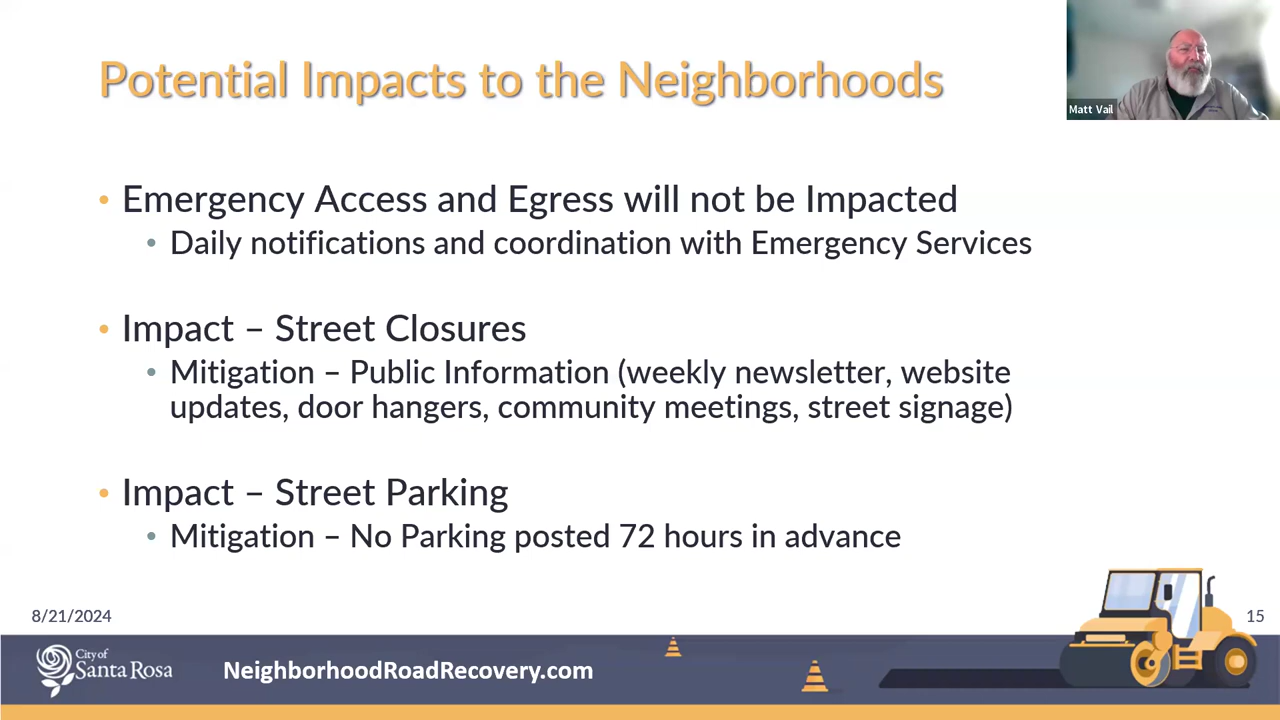 Potential Impacts to the Neighborhoods
Matt Vail
• Emergency Access and Egress will not be Impacted
• Daily notifications and coordination with Emergency Services
• Impact – Street Closures
• Mitigation – Public Information (weekly newsletter, website
updates, door hangers, community meetings, street signage)
• Impact – Street Parking
• Mitigation – No Parking posted 72 hours in advance
8/21/2024
15
City of
Santa Rosa
NeighborhoodRoadRecovery.com